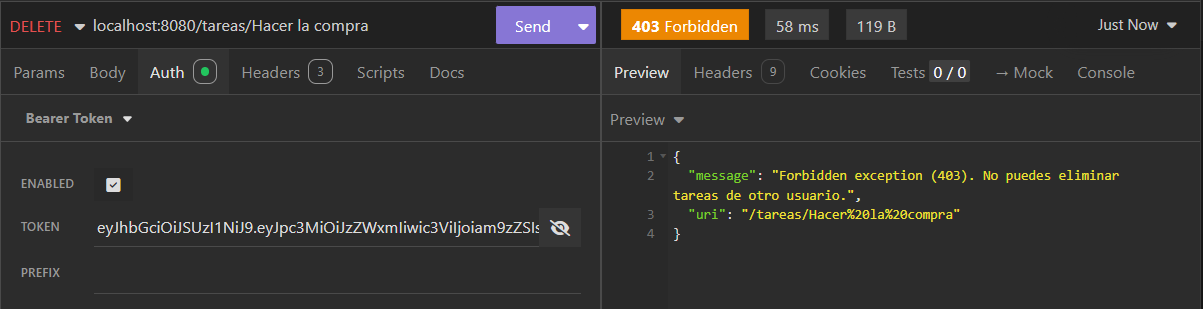 DELETE localhost:8080/tareas/Hacer la compra Send
403 Forbidden 58 ms 119 B Just Now
Params Body Auth Headers 3 Scripts Docs
Preview Headers 9 Cookies Tests 0 / 0 → Mock Console
Bearer Token
Preview
ENABLED
TOKEN eyJhbGciOiJSUzI1NiJ9.eyJpc3MiOiJzZWxmIiwic3ViIjoiam9zZSIs
PREFIX
1 {
2 "message": "Forbidden exception (403). No puedes eliminar
tareas de otro usuario.",
3 "uri": "/tareas/Hacer%20la%20compra"
4 }